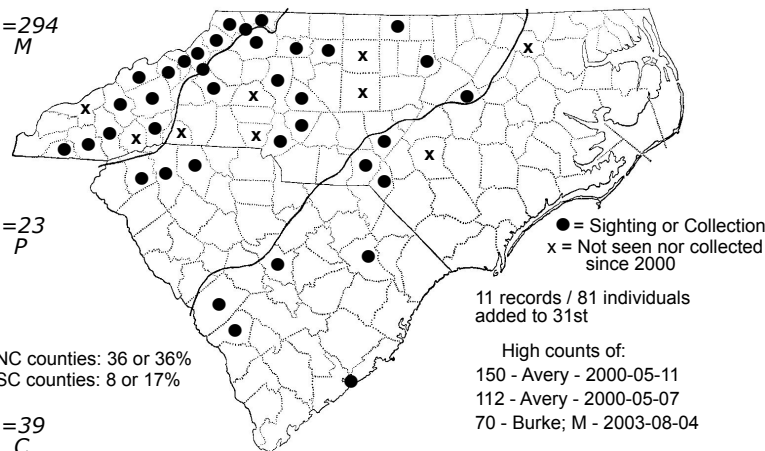 =294
M
=23
P
● = Sighting or Collection
x = Not seen nor collected
since 2000
11 records / 81 individuals
added to 31st
NC counties: 36 or 36%
SC counties: 8 or 17%
High counts of:
150 - Avery - 2000-05-11
112 - Avery - 2000-05-07
70 - Burke; M - 2003-08-04
=39
C